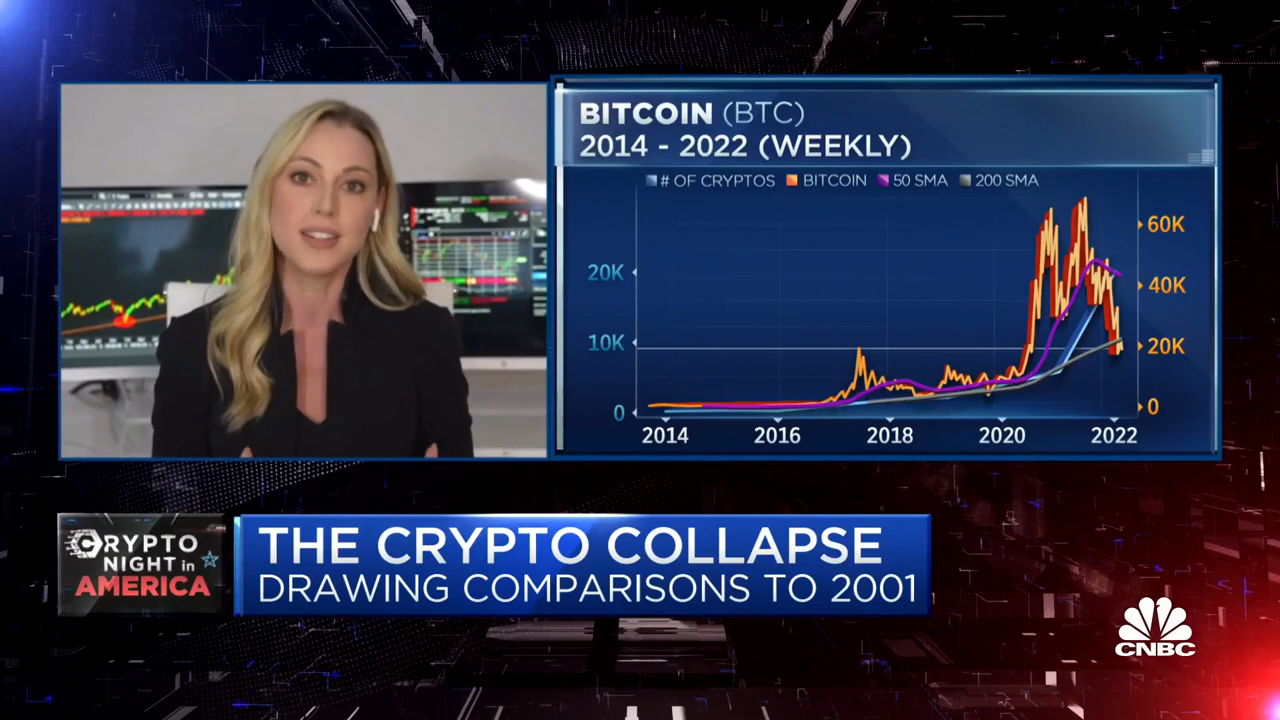 BITCOIN (BTC)
2014 - 2022 (WEEKLY)
# OF CRYPTOS BITCOIN 50 SMA 200 SMA
20K
10K
0
60K
40K
20K
0
2014 2016 2018 2020 2022
CRYPTO
NIGHT in
AMERICA
THE CRYPTO COLLAPSE
DRAWING COMPARISONS TO 2001
CNBC